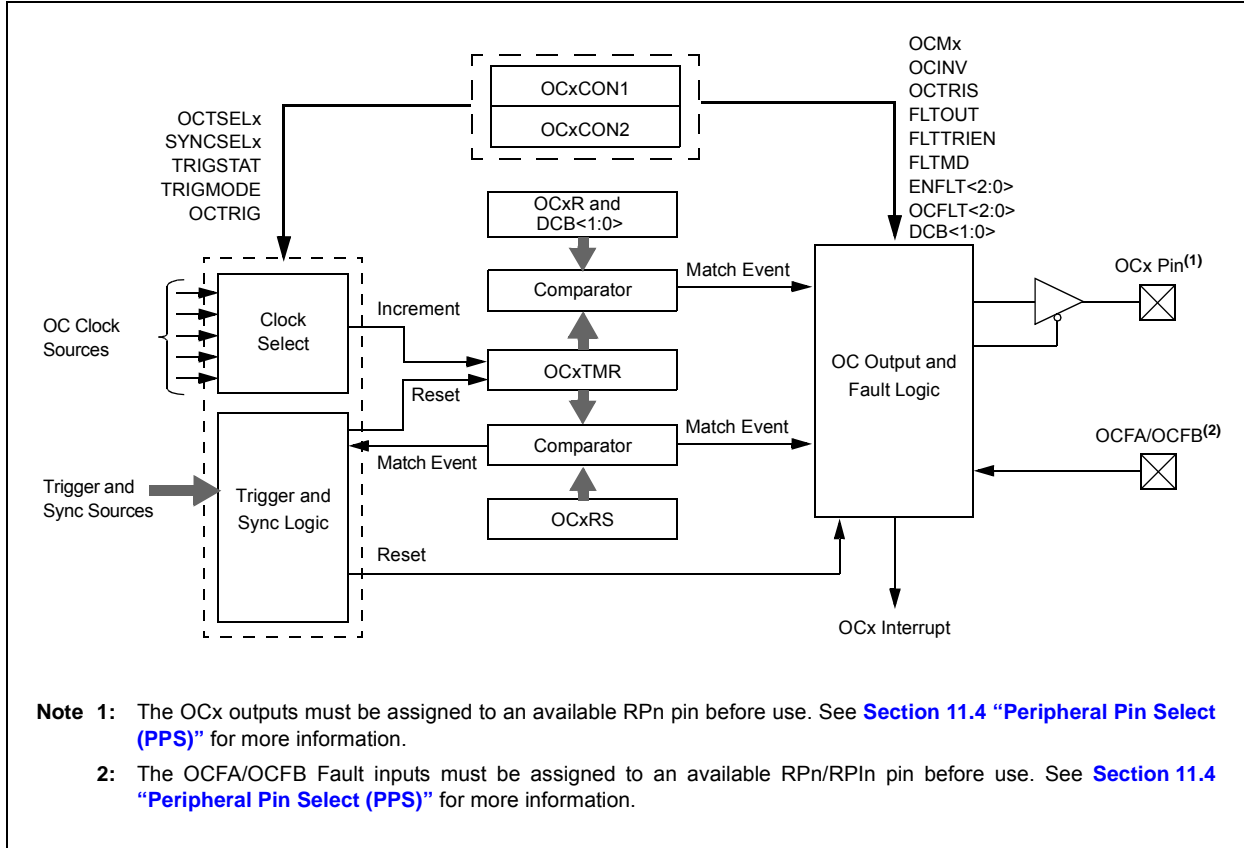 OCxCON1
OCxCON2
OCTSELx
SYNCSELx
TRIGSTAT
TRIGMODE
OCTRIG
OCMx
OCINV
OCTRIS
FLTOUT
FLTTRIEN
FLTMD
ENFLT<2:0>
OCFLT<2:0>
DCB<1:0>
OCxR and
DCB<1:0>
OC Clock
Sources
Clock
Select
Increment
Comparator
Match Event
OCxTMR
Reset
OC Output and
Fault Logic
OCx Pin(1)
Comparator
Match Event
Match Event
OCFA/OCFB(2)
Trigger and
Sync Sources
Trigger and
Sync Logic
OCxRS
Reset
OCx Interrupt
Note 1: The OCx outputs must be assigned to an available RPn pin before use. See Section 11.4 “Peripheral Pin Select
(PPS)” for more information.
2: The OCFA/OCFB Fault inputs must be assigned to an available RPn/RPIn pin before use. See Section 11.4
“Peripheral Pin Select (PPS)” for more information.